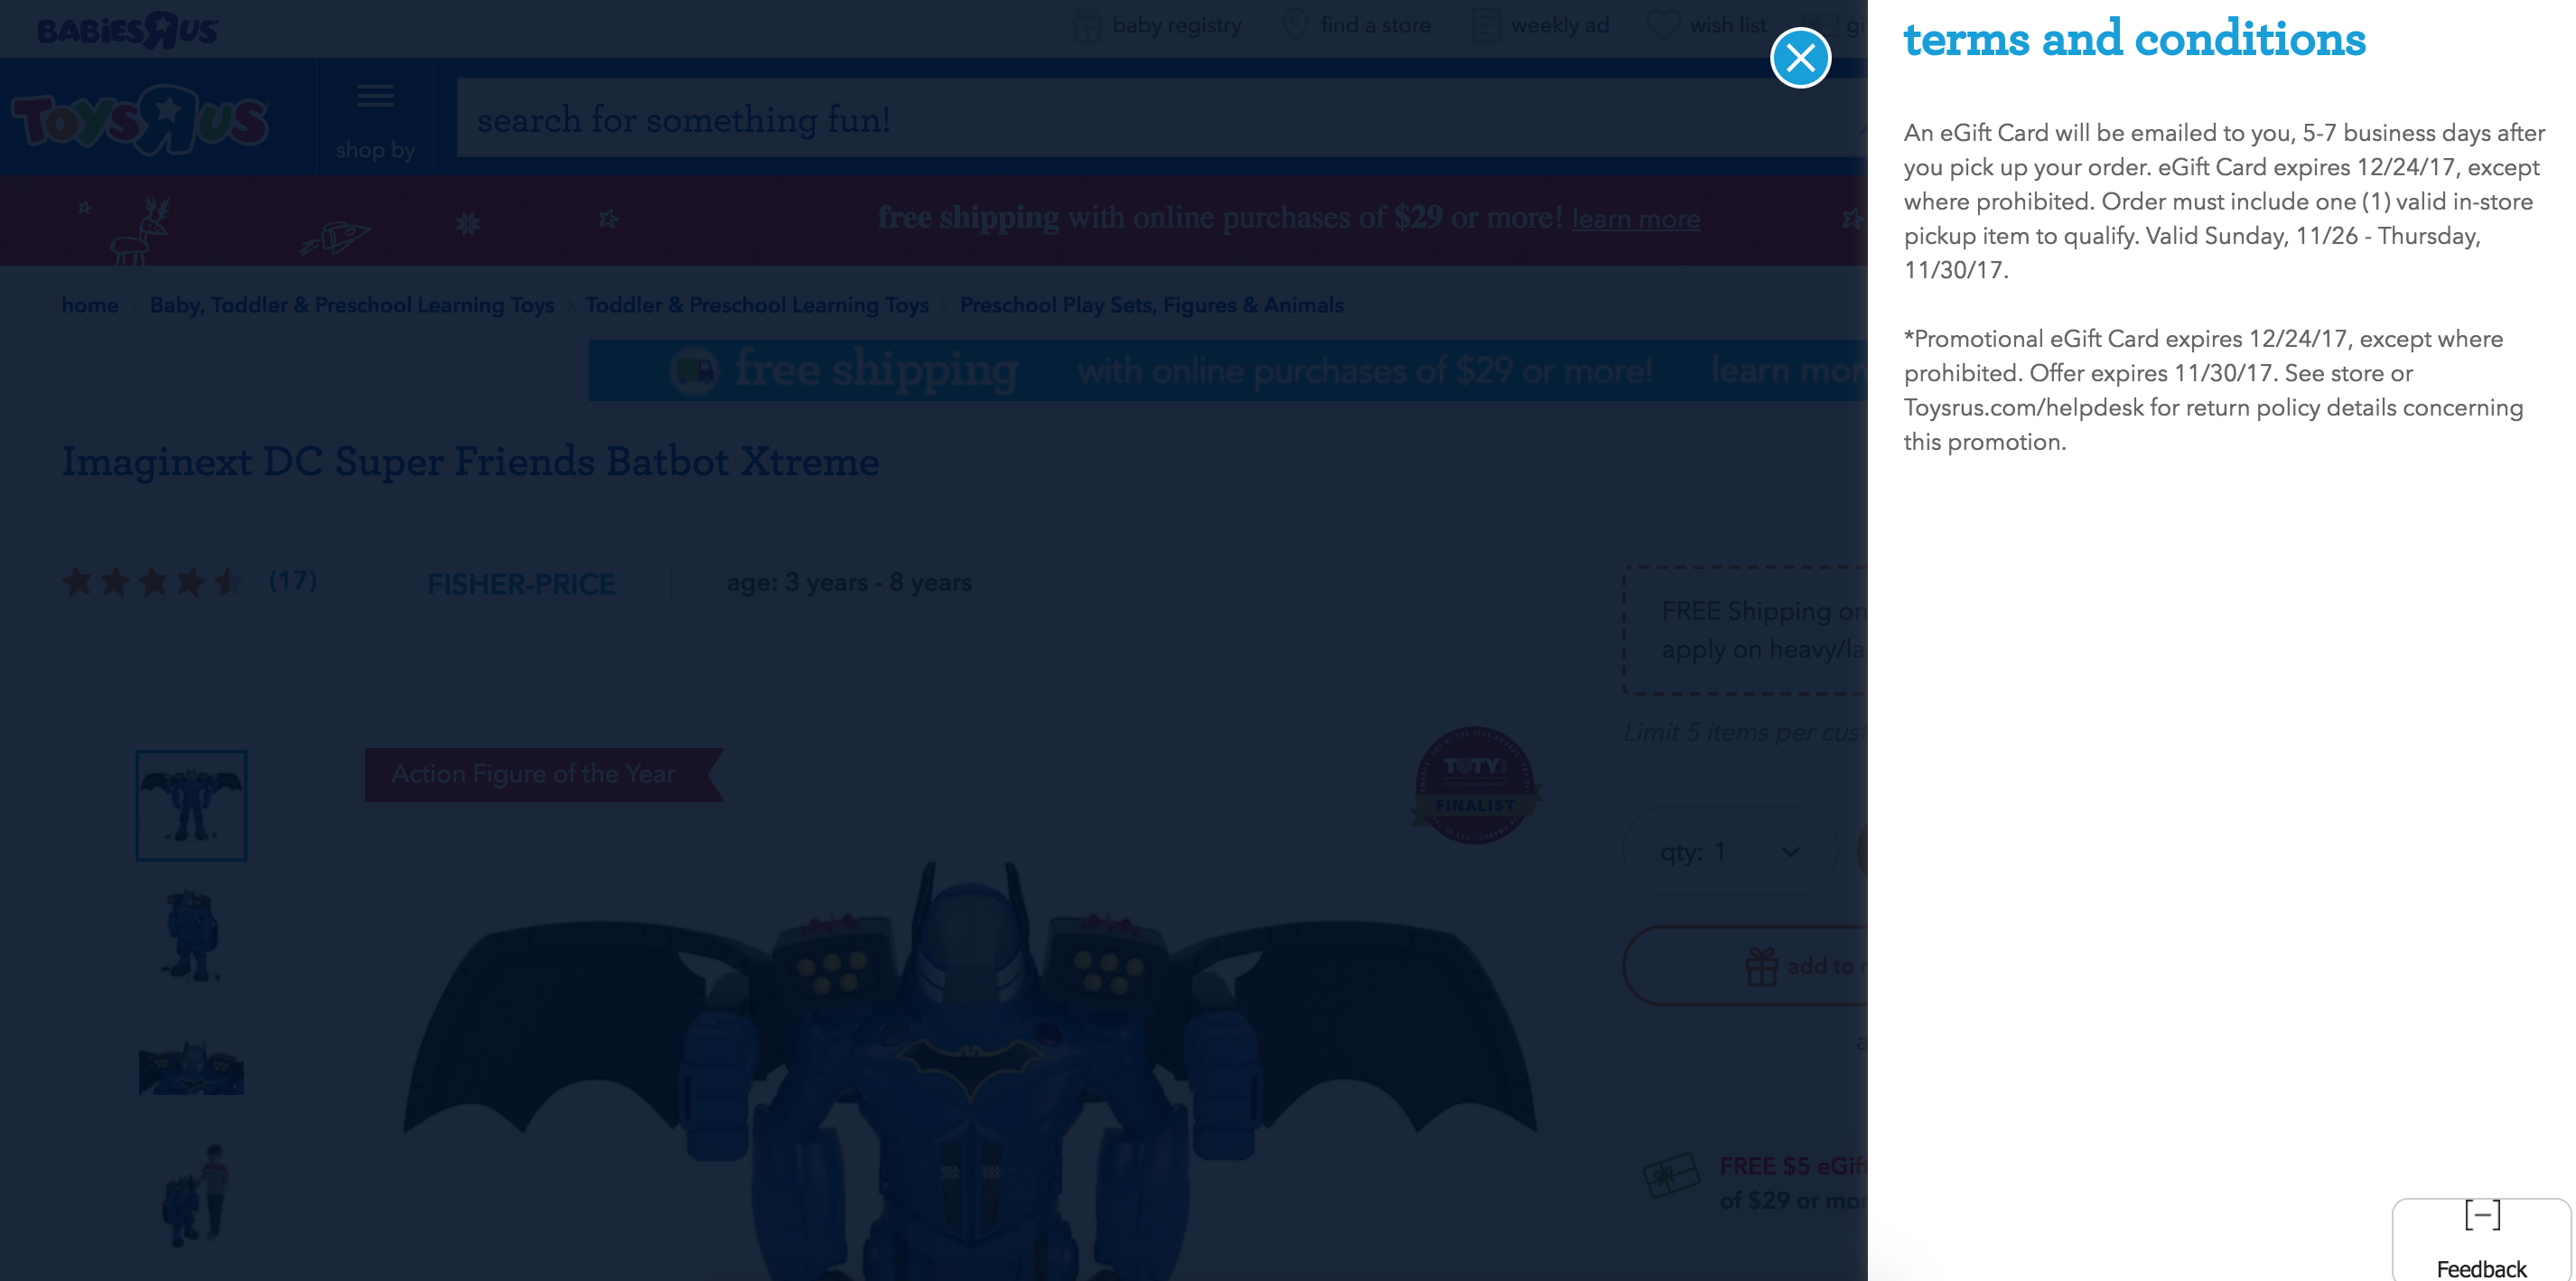 BABIESRUS
baby registry
find a store
weekly ad
wish list
TOYSRUS
shop by
search for something fun!
free shipping with online purchases of $29 or more! learn more
home > Baby, Toddler & Preschool Learning Toys > Toddler & Preschool Learning Toys > Preschool Play Sets, Figures & Animals
free shipping with online purchases of $29 or more! learn mor
Imaginext DC Super Friends Batbot Xtreme
(17)
FISHER-PRICE
age: 3 years - 8 years
FREE Shipping on
apply on heavy/la
Limit 5 items per cust
Action Figure of the Year
TOTY
FINALIST
qty: 1
add to r
FREE $5 eGift
of $29 or mo
terms and conditions
An eGift Card will be emailed to you, 5-7 business days after
you pick up your order. eGift Card expires 12/24/17, except
where prohibited. Order must include one (1) valid in-store
pickup item to qualify. Valid Sunday, 11/26 - Thursday,
11/30/17.
*Promotional eGift Card expires 12/24/17, except where
prohibited. Offer expires 11/30/17. See store or
Toysrus.com/helpdesk for return policy details concerning
this promotion.
[-]
Feedback